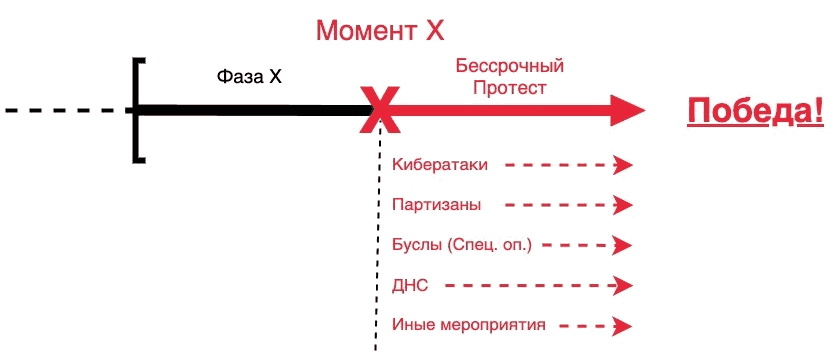 Момент X
Фаза X
Бессрочный
Протест
X
Победа!
Кибератаки
Партизаны
Буслы (Спец. оп.)
ДНС
Иные мероприятия